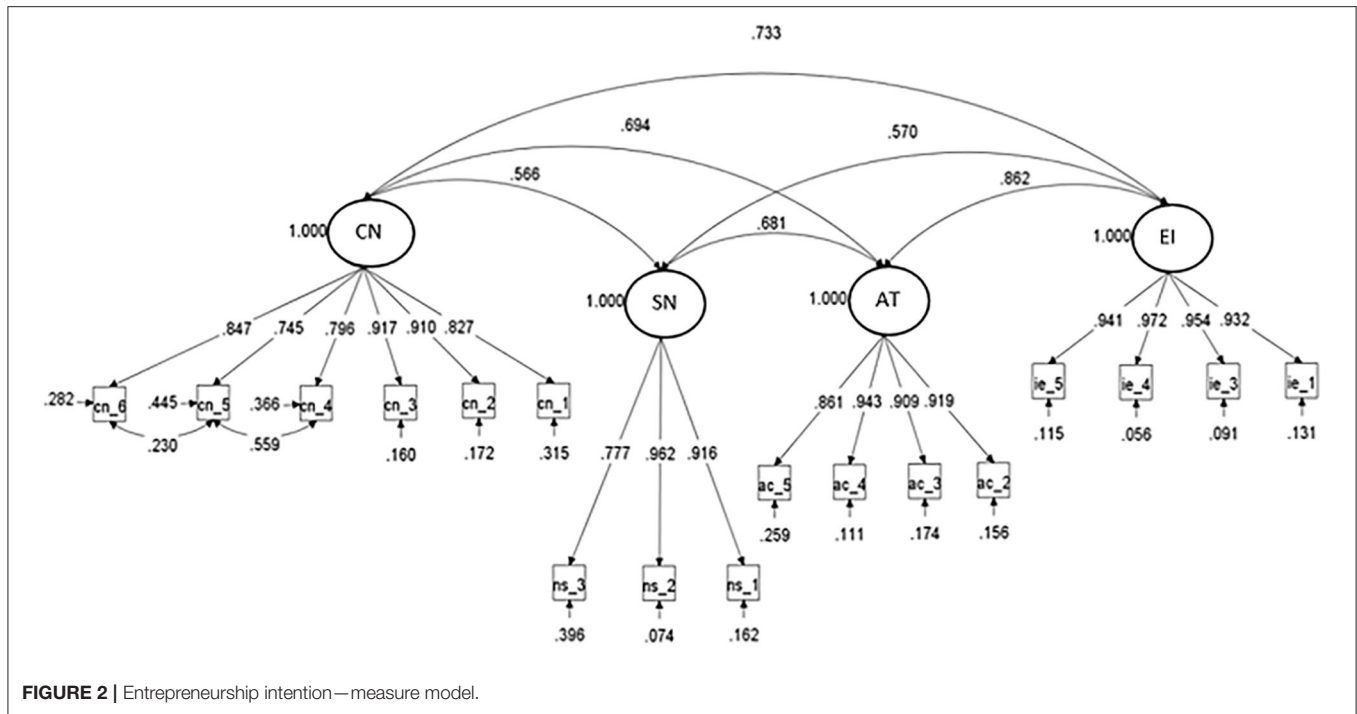 .733
.694
.570
.566
.862
.681
1.000 CN
1.000 EI
1.000 SN
1.000 AT
.847 .745 .796 .917 .910 .827
.941 .972 .954 .932
.282 cn_6 .445 cn_5 .366 cn_4 cn_3 cn_2 cn_1
ie_5 ie_4 ie_3 ie_1
.230 .559 .160 .172 .315
.115 .056 .091 .131
.777 .962 .916
.861 .943 .909 .919
ac_5 ac_4 ac_3 ac_2
.259 .111 .174 .156
ns_3 ns_2 ns_1
.396 .074 .162
FIGURE 2 | Entrepreneurship intention—measure model.